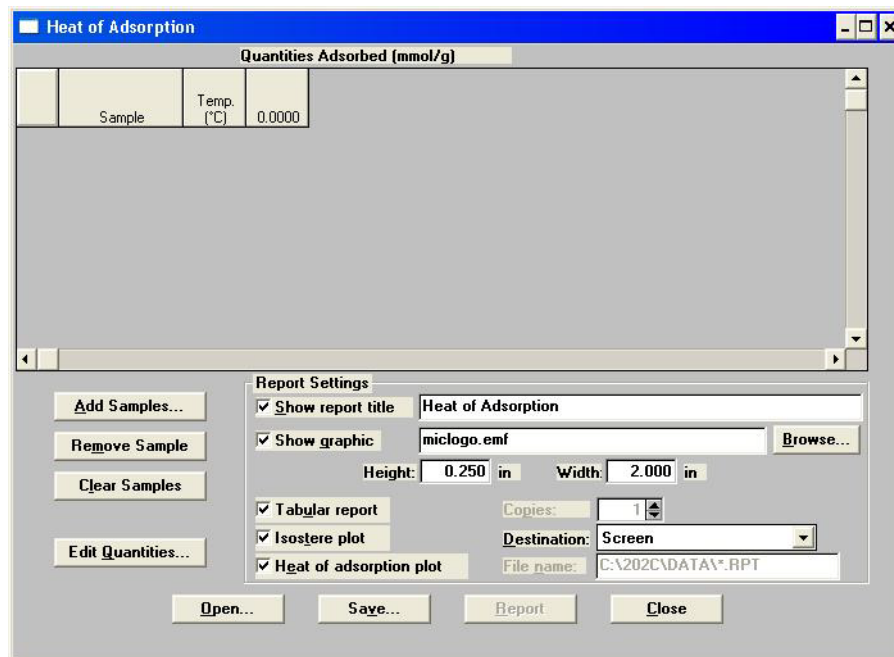 Heat of Adsorption
Quantities Adsorbed (mmol/g)
Sample Temp. (°C) 0.0000
Report Settings
Add Samples...
Show report title Heat of Adsorption
Remove Sample
Show graphic miclogo.emf Browse...
Height: 0.250 in Width: 2.000 in
Clear Samples
Tabular report Copies: 1
Isostere plot Destination: Screen
Edit Quantities...
Heat of adsorption plot File name: C:\202C\DATA\*.RPT
Open... Save... Report Close